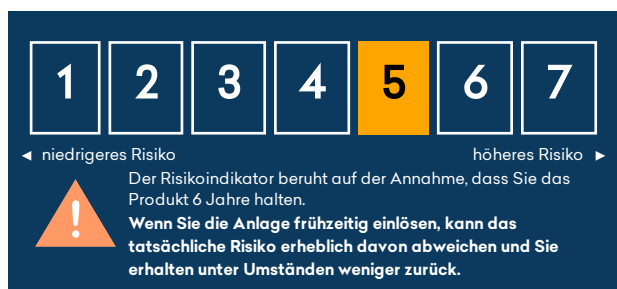 1 2 3 4 5 6 7
◄ niedrigeres Risiko höheres Risiko ►
Der Risikoindikator beruht auf der Annahme, dass Sie das
Produkt 6 Jahre halten.
Wenn Sie die Anlage frühzeitig einlösen, kann das
tatsächliche Risiko erheblich davon abweichen und Sie
erhalten unter Umständen weniger zurück.